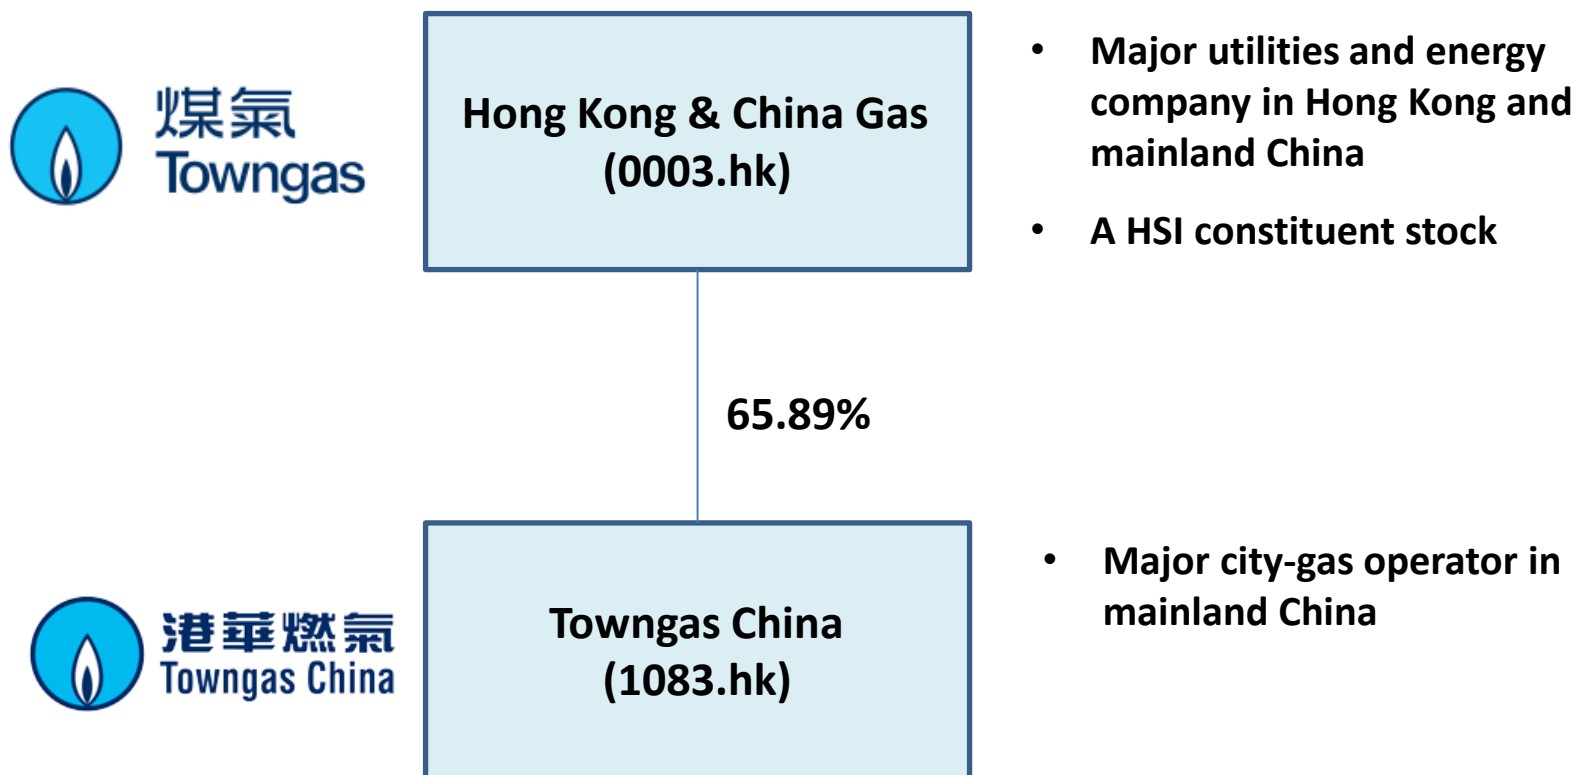 煤氣
Towngas
Hong Kong & China Gas
(0003.hk)
• Major utilities and energy
company in Hong Kong and
mainland China
• A HSI constituent stock
65.89%
港華燃氣
Towngas China
Towngas China
(1083.hk)
• Major city-gas operator in
mainland China